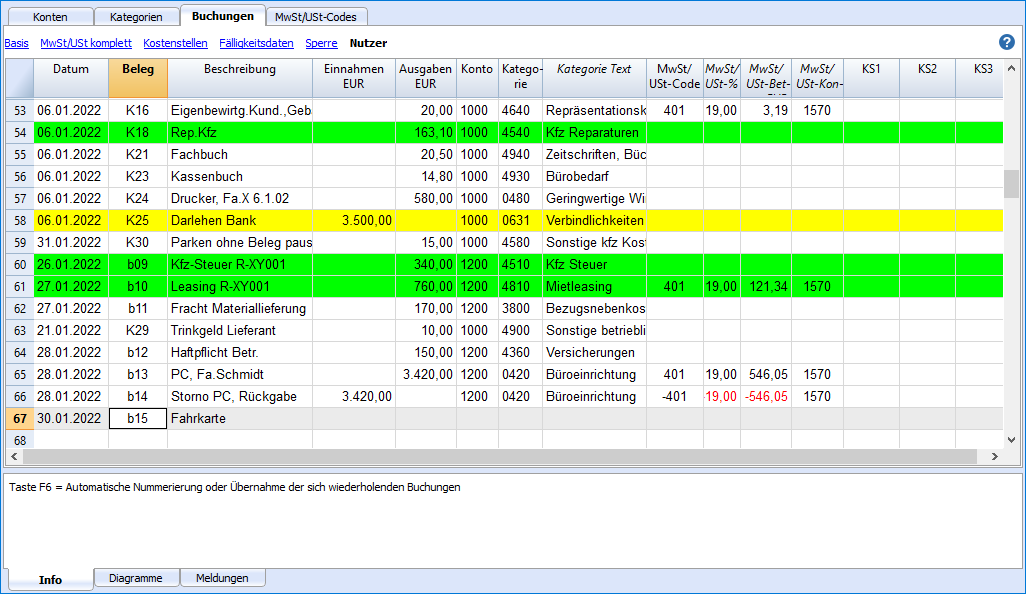 Konten Kategorien Buchungen MwSt/USt-Codes
Basis MwSt/USt komplett Kostenstellen Fälligkeitsdaten Sperre Nutzer ?
Datum Beleg Beschreibung Einnahmen EUR Ausgaben EUR Konto Katego-rie Kategorie Text MwSt/USt-Code MwSt/USt-% MwSt/USt-Bet- MwSt/USt-Kon- KS1 KS2 KS3
53 06.01.2022 K16 Eigenbewirtg.Kund.,Geb 20,00 1000 4640 Repräsentationsk 401 19,00 3,19 1570
54 06.01.2022 K18 Rep.Kfz 163,10 1000 4540 Kfz Reparaturen
55 06.01.2022 K21 Fachbuch 20,50 1000 4940 Zeitschriften, Büc
56 06.01.2022 K23 Kassenbuch 14,80 1000 4930 Bürobedarf
57 06.01.2022 K24 Drucker, Fa.X 6.1.02 580,00 1000 0480 Geringwertige Wi
58 06.01.2022 K25 Darlehen Bank 3.500,00 1000 0631 Verbindlichkeiten
59 31.01.2022 K30 Parken ohne Beleg paus 15,00 1000 4580 Sonstige kfz Kos
60 26.01.2022 b09 Kfz-Steuer R-XY001 340,00 1200 4510 Kfz Steuer
61 27.01.2022 b10 Leasing R-XY001 760,00 1200 4810 Mietleasing 401 19,00 121,34 1570
62 27.01.2022 b11 Fracht Materiallieferung 170,00 1200 3800 Bezugsnebenkos
63 21.01.2022 K29 Trinkgeld Lieferant 10,00 1000 4900 Sonstige betriebli
64 28.01.2022 b12 Haftpflicht Betr. 150,00 1200 4360 Versicherungen
65 28.01.2022 b13 PC, Fa.Schmidt 3.420,00 1200 0420 Büroeinrichtung 401 19,00 546,05 1570
66 28.01.2022 b14 Storno PC, Rückgabe 3.420,00 1200 0420 Büroeinrichtung -401 -19,00 -546,05 1570
67 30.01.2022 b15 Fahrkarte
68
Taste F6 = Automatische Nummerierung oder Übernahme der sich wiederholenden Buchungen
Info Diagramme Meldungen